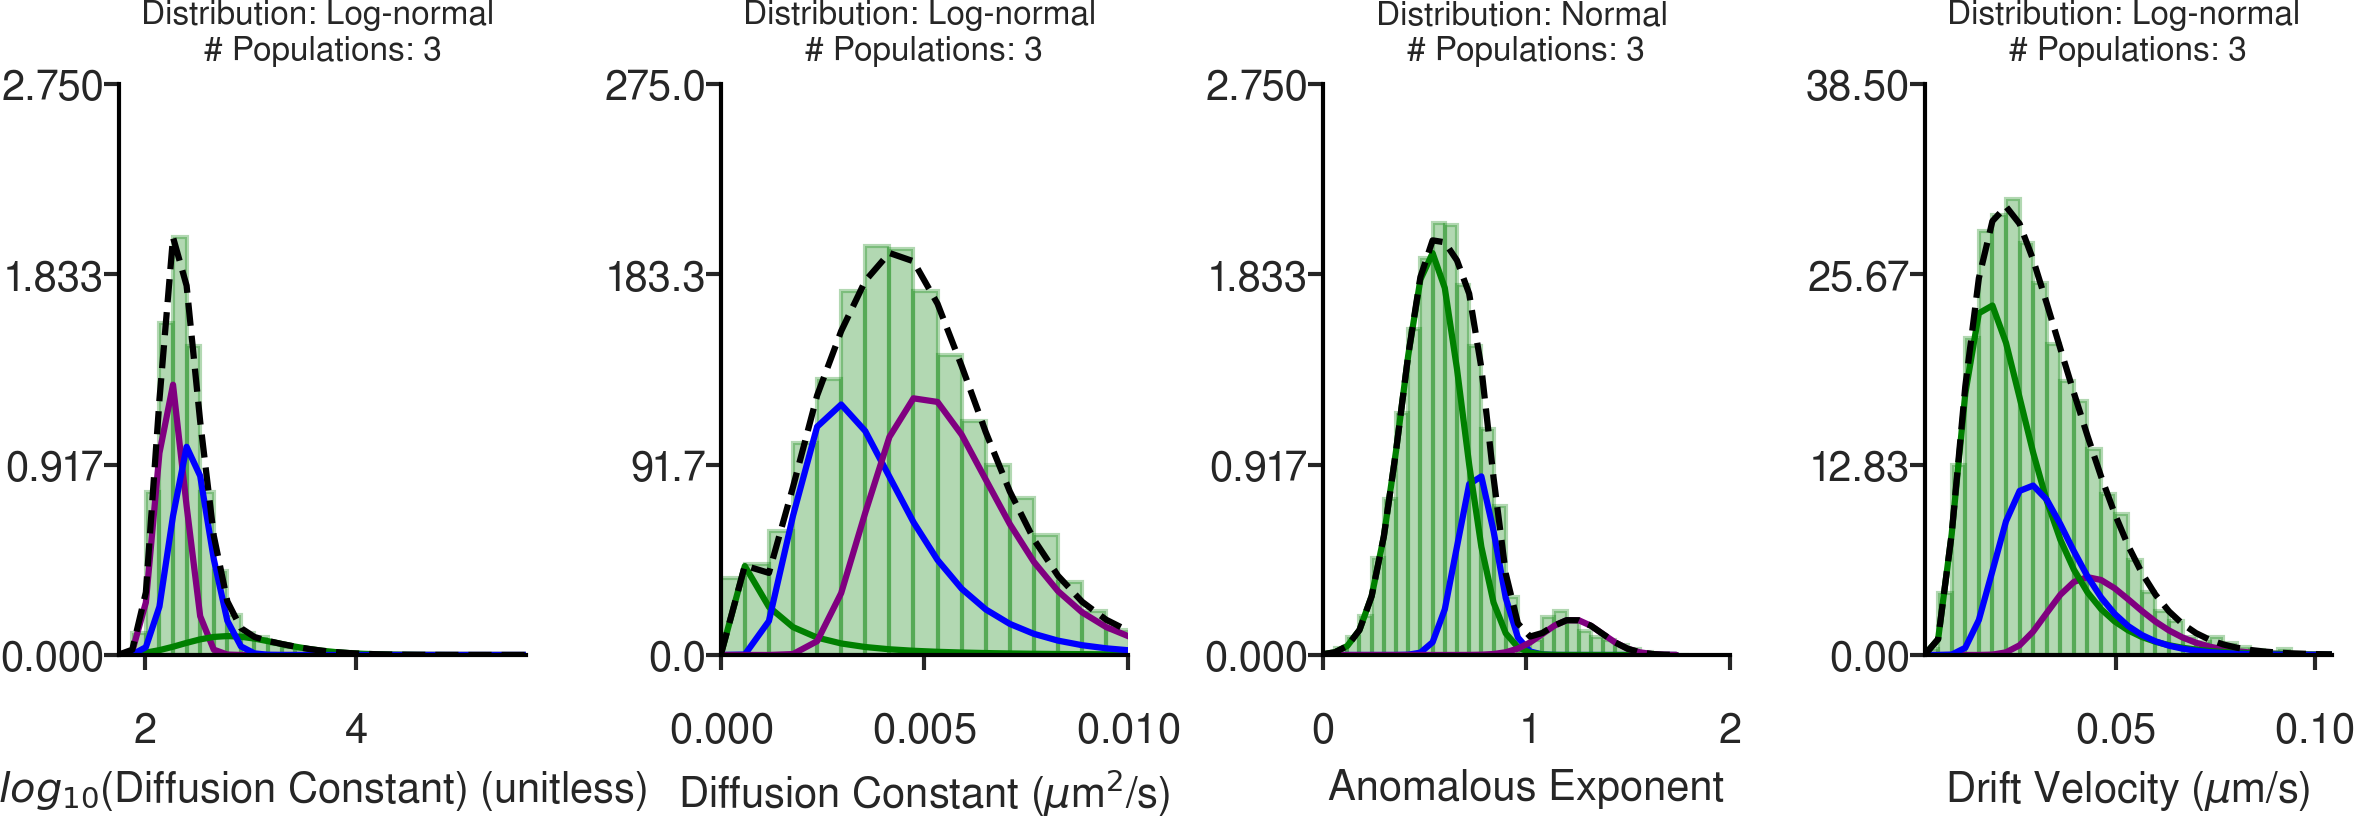 Distribution: Log-normal
# Populations: 3
2.750
1.833
0.917
0.000
2 4
log₁₀(Diffusion Constant) (unitless)
Distribution: Log-normal
# Populations: 3
275.0
183.3
91.7
0.0
0.000 0.005 0.010
Diffusion Constant (μm²/s)
Distribution: Normal
# Populations: 3
2.750
1.833
0.917
0.000
0 1 2
Anomalous Exponent
Distribution: Log-normal
# Populations: 3
38.50
25.67
12.83
0.00
0.05 0.10
Drift Velocity (μm/s)